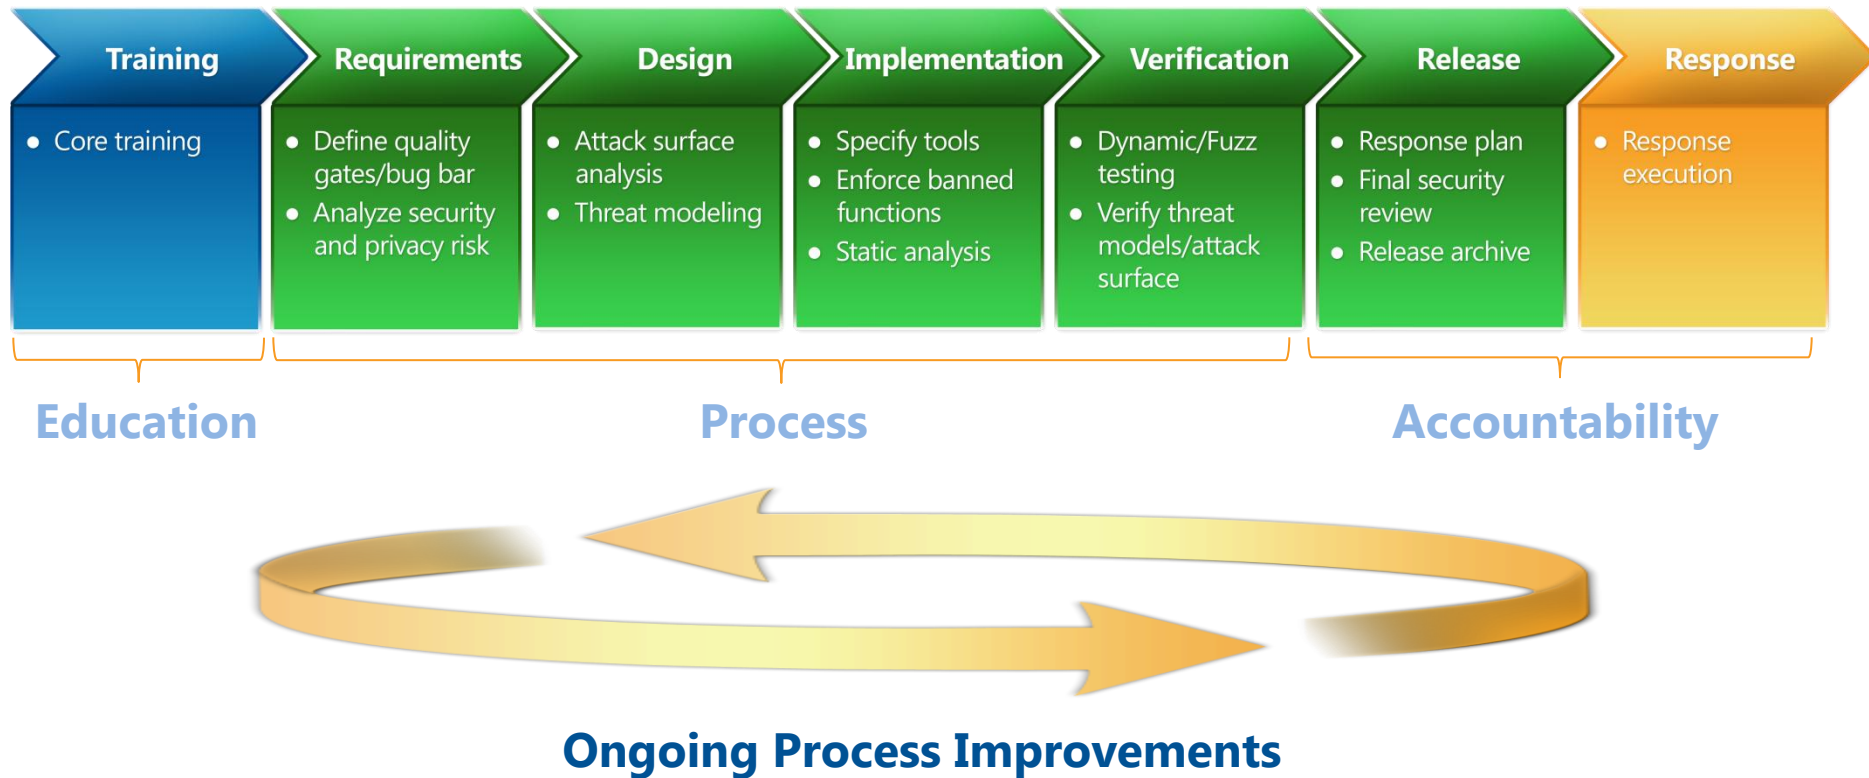 Training
Requirements
Design
Implementation
Verification
Release
Response
● Core training
● Define quality
gates/bug bar
● Analyze security
and privacy risk
● Attack surface
analysis
● Threat modeling
● Specify tools
● Enforce banned
functions
● Static analysis
● Dynamic/Fuzz
testing
● Verify threat
models/attack
surface
● Response plan
● Final security
review
● Release archive
● Response
execution
Education
Process
Accountability
Ongoing Process Improvements